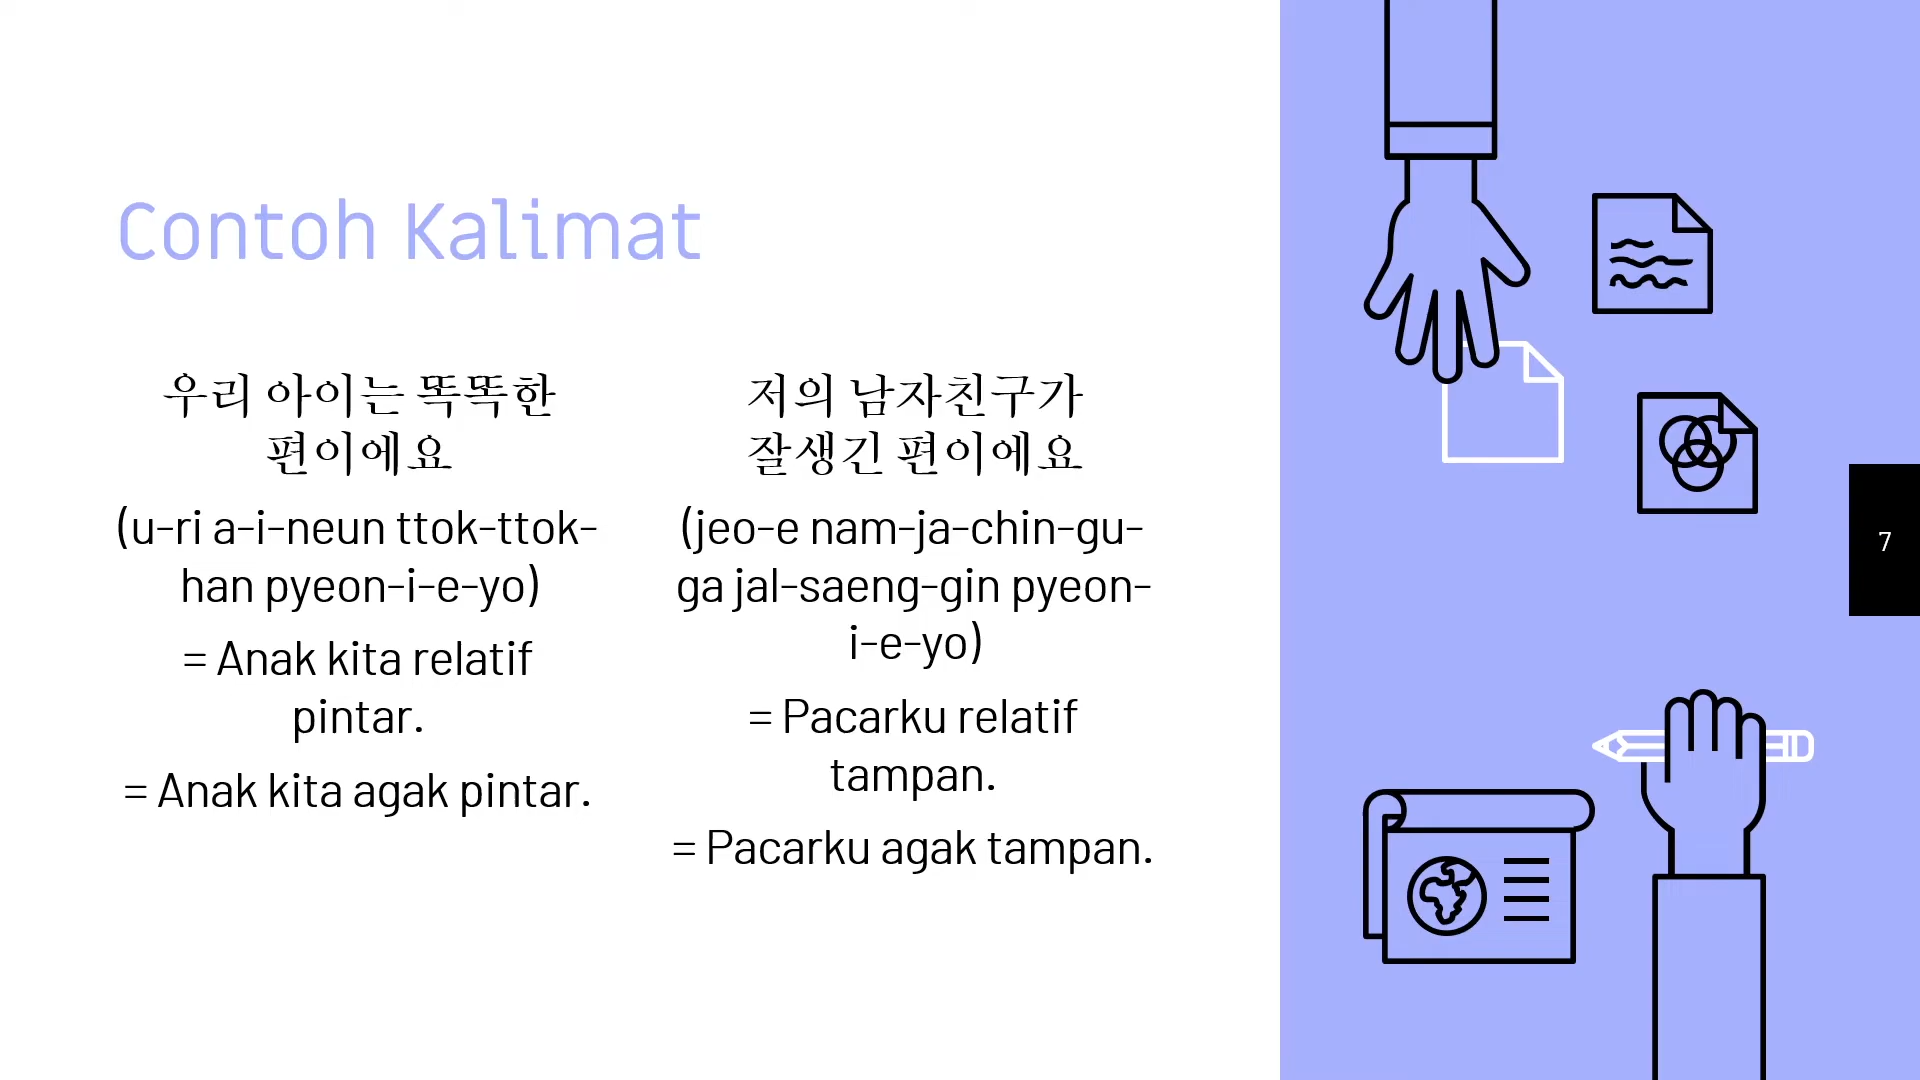 Contoh Kalimat
우리 아이는 똑똑한
편이에요
(u-ri a-i-neun ttok-ttok-
han pyeon-i-e-yo)
= Anak kita relatif
pintar.
= Anak kita agak pintar.
저의 남자친구가
잘생긴 편이에요
(jeo-e nam-ja-chin-gu-
ga jal-saeng-gin pyeon-
i-e-yo)
= Pacarku relatif
tampan.
= Pacarku agak tampan.
7